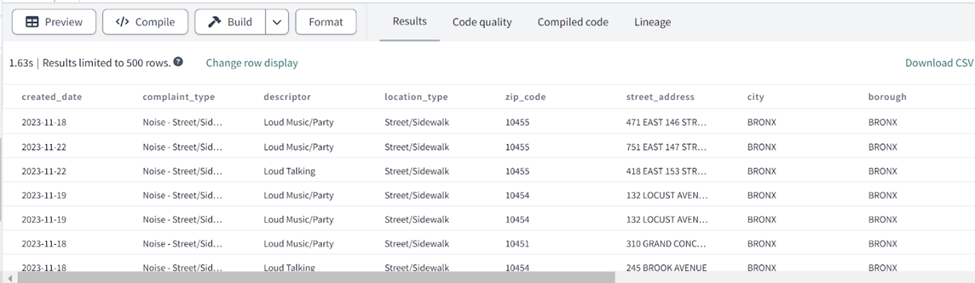 Preview </> Compile Build Format Results Code quality Compiled code Lineage
1.63s | Results limited to 500 rows. ? Change row display Download CSV
created_date complaint_type descriptor location_type zip_code street_address city borough
2023-11-18 Noise - Street/Sid... Loud Music/Party Street/Sidewalk 10455 471 EAST 146 STR... BRONX BRONX
2023-11-22 Noise - Street/Sid... Loud Music/Party Street/Sidewalk 10455 751 EAST 147 STR... BRONX BRONX
2023-11-22 Noise - Street/Sid... Loud Talking Street/Sidewalk 10455 418 EAST 153 STR... BRONX BRONX
2023-11-19 Noise - Street/Sid... Loud Music/Party Street/Sidewalk 10454 132 LOCUST AVEN... BRONX BRONX
2023-11-19 Noise - Street/Sid... Loud Music/Party Street/Sidewalk 10454 132 LOCUST AVEN... BRONX BRONX
2023-11-18 Noise - Street/Sid... Loud Music/Party Street/Sidewalk 10451 310 GRAND CONC... BRONX BRONX
2023-11-18 Noise - Street/Sid... Loud Talking Street/Sidewalk 10454 245 BROOK AVENUE BRONX BRONX